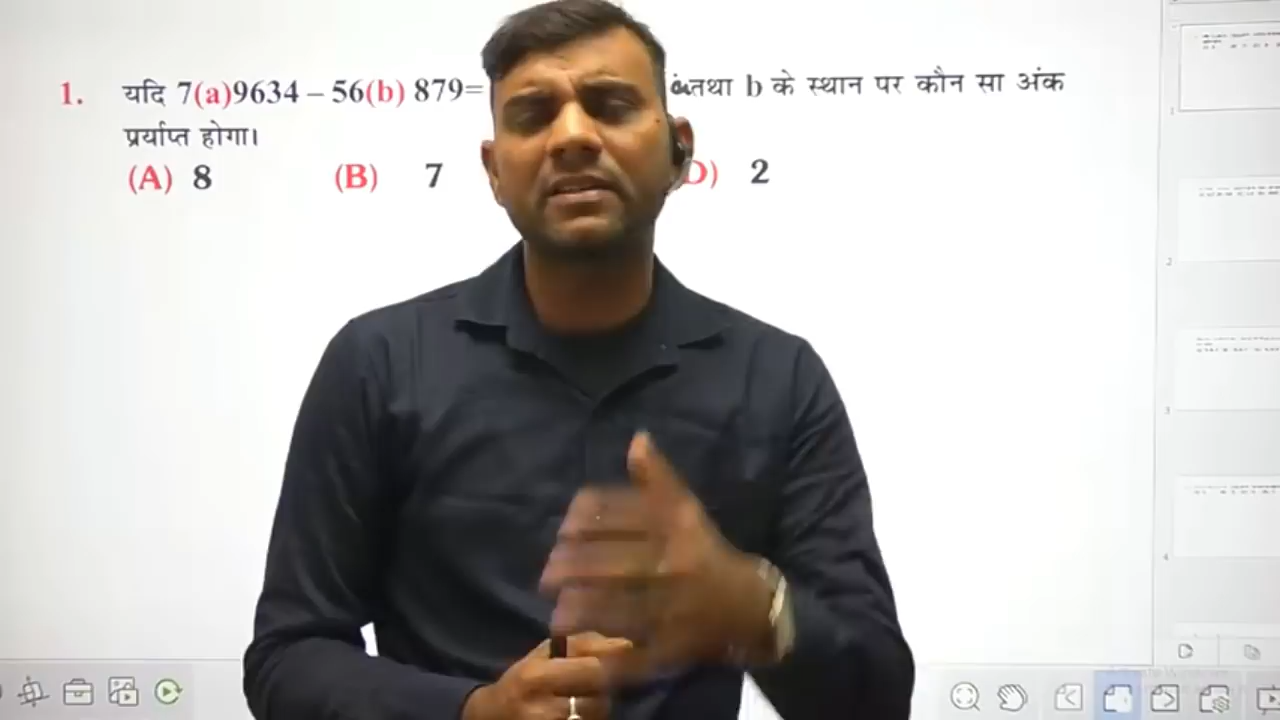 1. यदि 7(a)9634 – 56(b) 879= तथा b के स्थान पर कौन सा अंक
प्रर्याप्त होगा।
(A) 8 (B) 7 D) 2